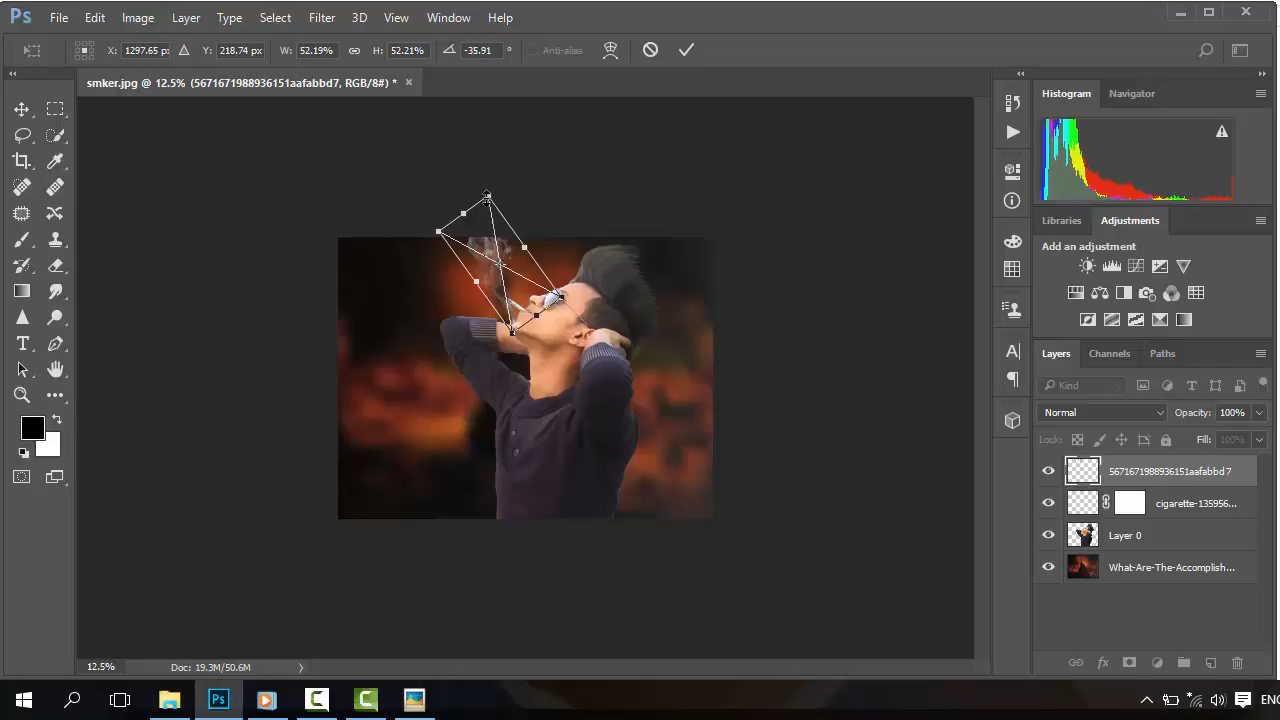 Ps File Edit Image Layer Type Select Filter 3D View Window Help
X: 1297.65 px Y: 218.74 px W: 52.19% H: 52.21% -35.91 ° Anti-alias
smker.jpg @ 12.5% (5671671988936151aafabbd7, RGB/8#) * ×
Histogram Navigator
Libraries Adjustments
Add an adjustment
Layers Channels Paths
Kind
Normal Opacity: 100%
Lock: Fill: 100%
5671671988936151aafabbd7
cigarette-135956...
Layer 0
What-Are-The-Accomplish...
12.5% Doc: 19.3M/50.6M
Ps ENG